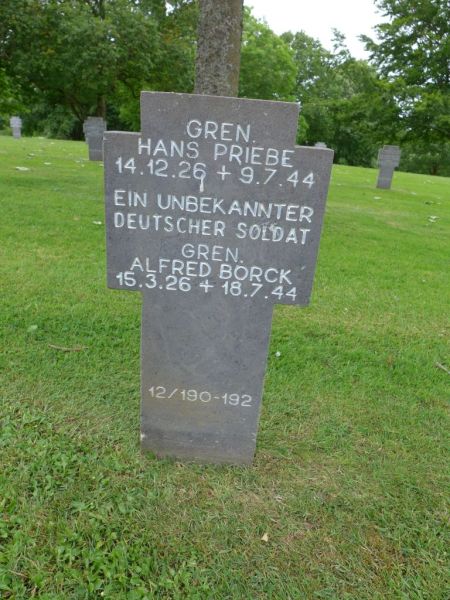 GREN.
HANS PRIEBE
14.12.26 + 9.7.44
EIN UNBEKANNTER
DEUTSCHER SOLDAT
GREN.
ALFRED BORCK
15.3.26 + 18.7.44
12/190-192